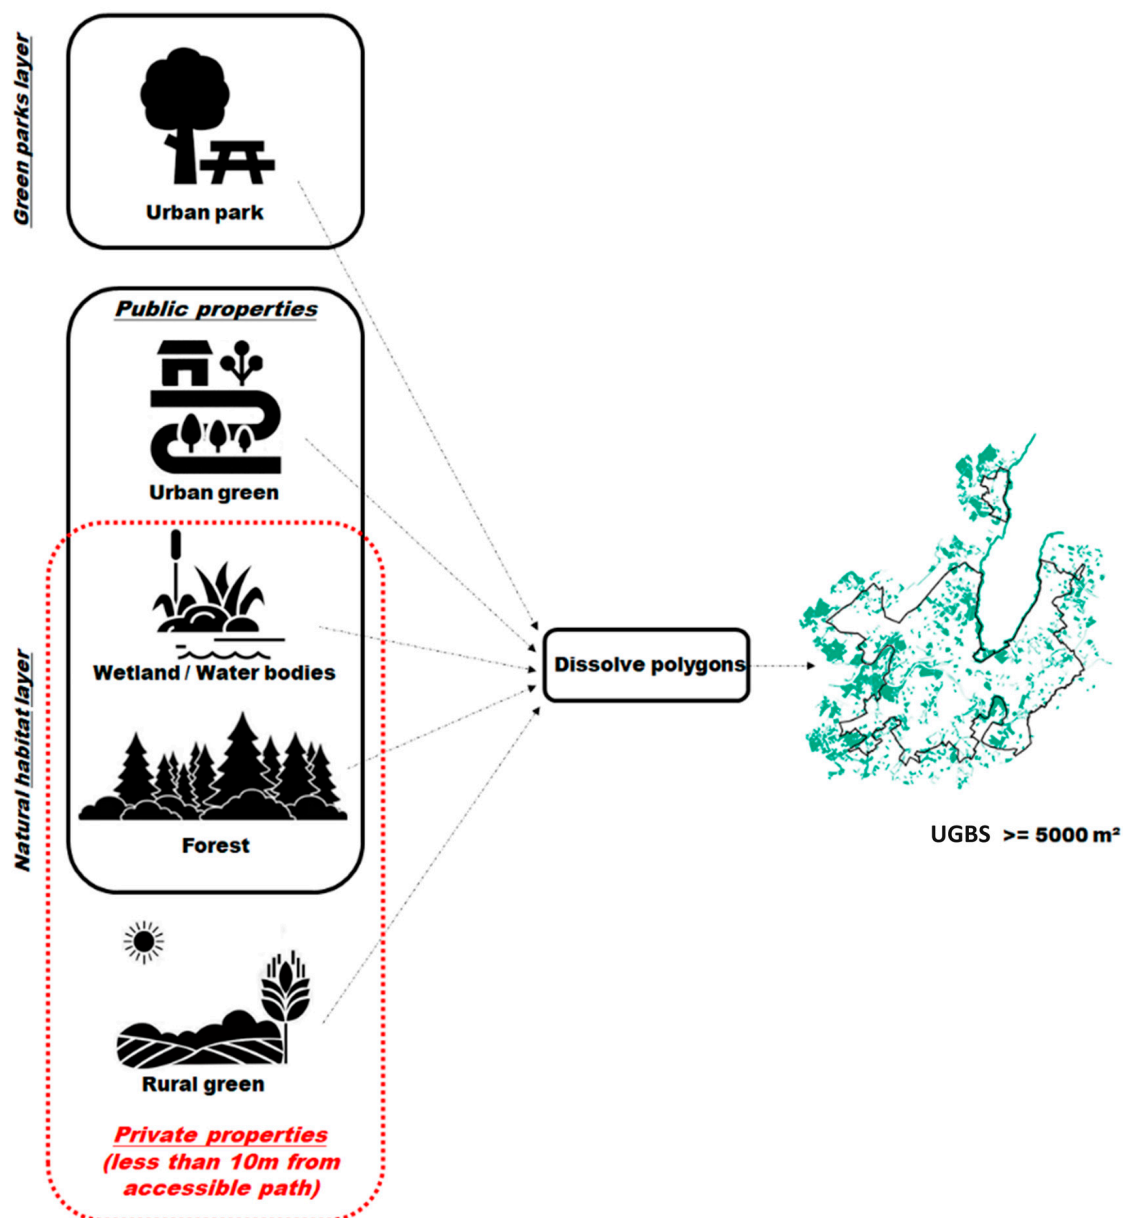 Green parks layer
Urban park
Public properties
Urban green
Natural habitat layer
Wetland / Water bodies
Forest
Rural green
Private properties
(less than 10m from
accessible path)
Dissolve polygons
UGBS >= 5000 m²